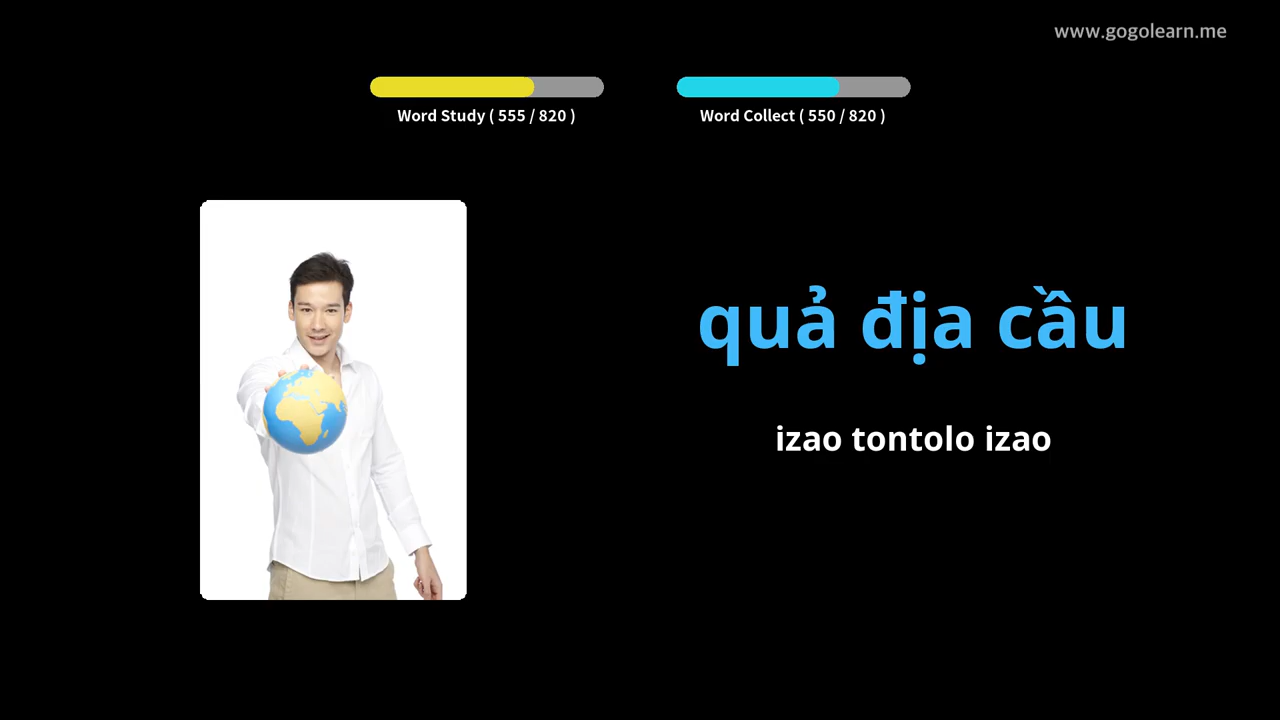 www.gogolearn.me
Word Study ( 555 / 820 )
Word Collect ( 550 / 820 )
quả địa cầu
izao tontolo izao